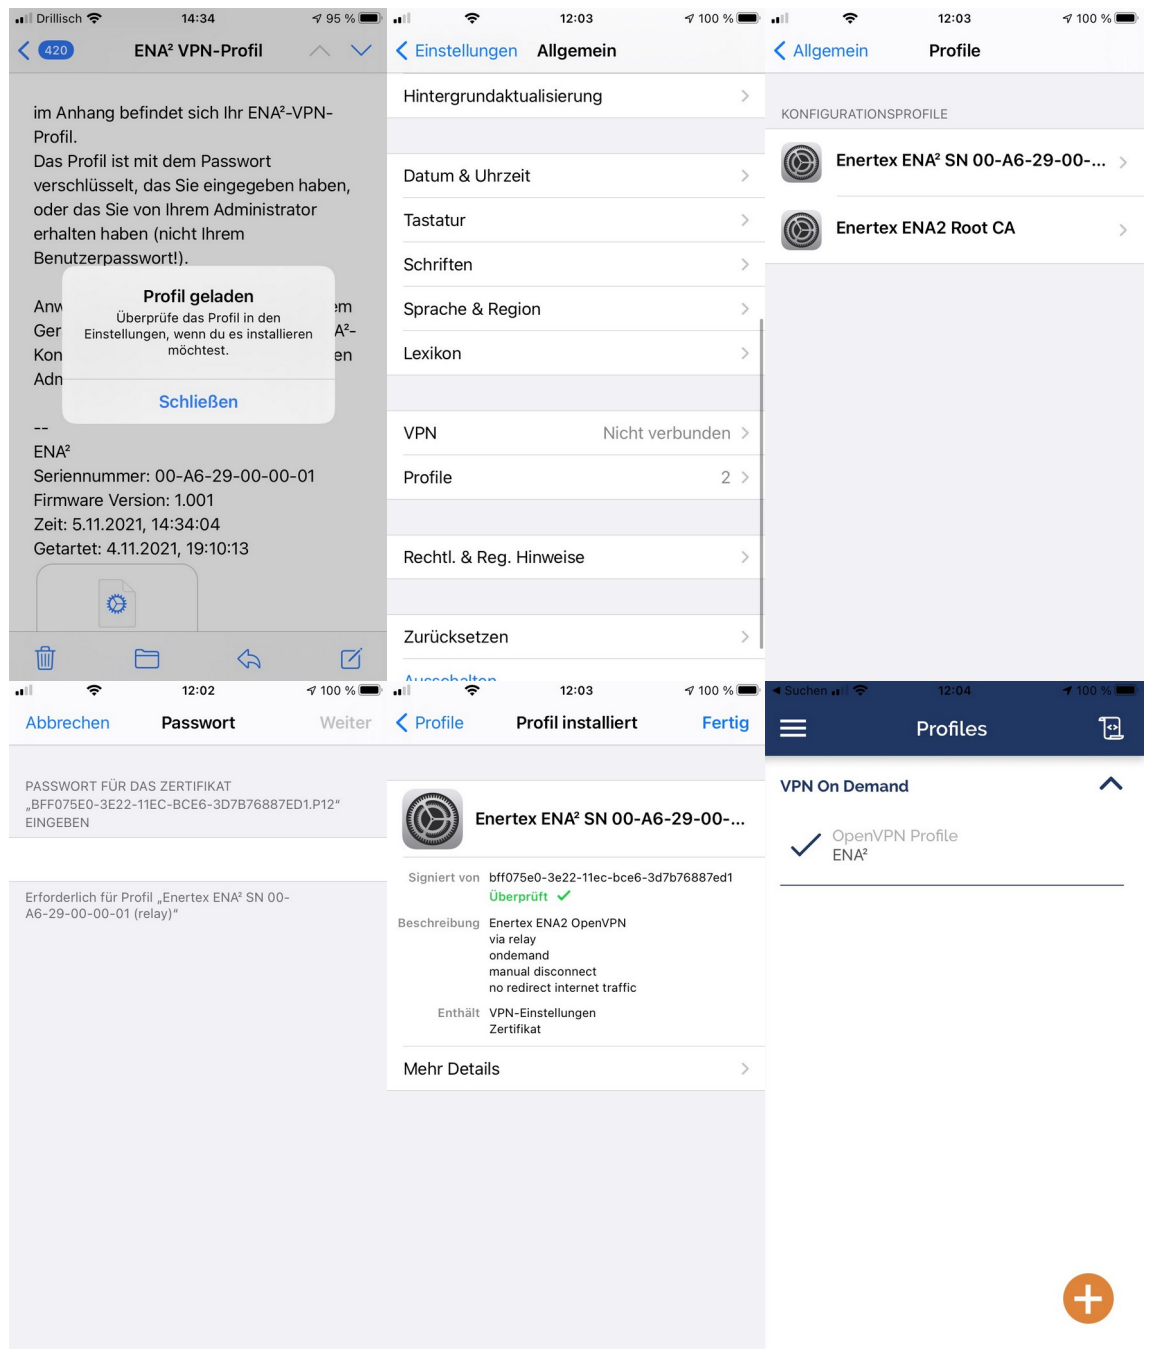 Drillisch 14:34 95 %
420 ENA² VPN-Profil
im Anhang befindet sich Ihr ENA²-VPN-
Profil.
Das Profil ist mit dem Passwort
verschlüsselt, das Sie eingegeben haben,
oder das Sie von Ihrem Administrator
erhalten haben (nicht Ihrem
Benutzerpasswort!).
Profil geladen
Überprüfe das Profil in den
Einstellungen, wenn du es installieren
möchtest.
Schließen
--
ENA²
Seriennummer: 00-A6-29-00-00-01
Firmware Version: 1.001
Zeit: 5.11.2021, 14:34:04
Getartet: 4.11.2021, 19:10:13
12:03 100 %
Einstellungen Allgemein
Hintergrundaktualisierung
Datum & Uhrzeit
Tastatur
Schriften
Sprache & Region
Lexikon
VPN Nicht verbunden
Profile 2
Rechtl. & Reg. Hinweise
Zurücksetzen
Ausschalten
12:03 100 %
Allgemein Profile
KONFIGURATIONSPROFILE
Enertex ENA² SN 00-A6-29-00-...
Enertex ENA2 Root CA
12:02 100 %
Abbrechen Passwort Weiter
PASSWORT FÜR DAS ZERTIFIKAT
„BFF075E0-3E22-11EC-BCE6-3D7B76887ED1.P12“
EINGEBEN
Erforderlich für Profil „Enertex ENA² SN 00-
A6-29-00-00-01 (relay)“
12:03 100 %
Profile Profil installiert Fertig
Enertex ENA² SN 00-A6-29-00-...
Signiert von bff075e0-3e22-11ec-bce6-3d7b76887ed1
Überprüft
Beschreibung Enertex ENA2 OpenVPN
via relay
ondemand
manual disconnect
no redirect internet traffic
Enthält VPN-Einstellungen
Zertifikat
Mehr Details
Suchen 12:04 100 %
Profiles
VPN On Demand
OpenVPN Profile
ENA²